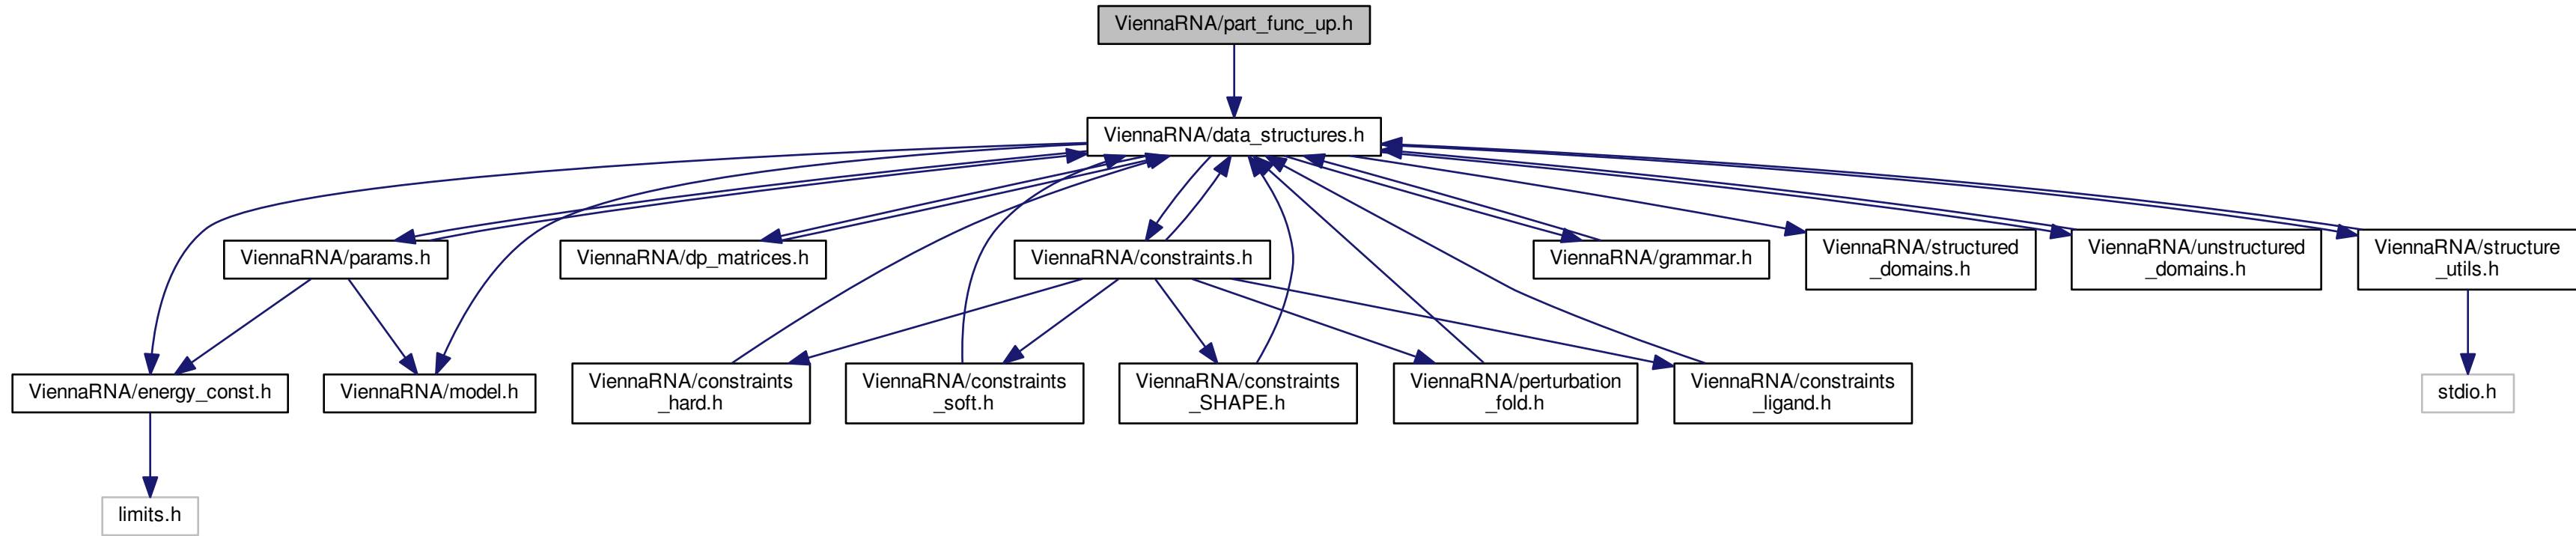 ViennaRNA/part_func_up.h
ViennaRNA/data_structures.h
ViennaRNA/params.h
ViennaRNA/dp_matrices.h
ViennaRNA/constraints.h
ViennaRNA/grammar.h
ViennaRNA/structured
_domains.h
ViennaRNA/unstructured
_domains.h
ViennaRNA/structure
_utils.h
ViennaRNA/energy_const.h
ViennaRNA/model.h
ViennaRNA/constraints
_hard.h
ViennaRNA/constraints
_soft.h
ViennaRNA/constraints
_SHAPE.h
ViennaRNA/perturbation
_fold.h
ViennaRNA/constraints
_ligand.h
stdio.h
limits.h